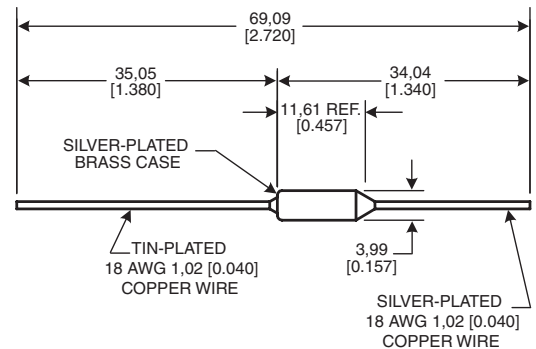 69,09
[2.720]
35,05
[1.380]
34,04
[1.340]
11,61 REF.
[0.457]
SILVER-PLATED
BRASS CASE
TIN-PLATED
18 AWG 1,02 [0.040]
COPPER WIRE
3,99
[0.157]
SILVER-PLATED
18 AWG 1,02 [0.040]
COPPER WIRE